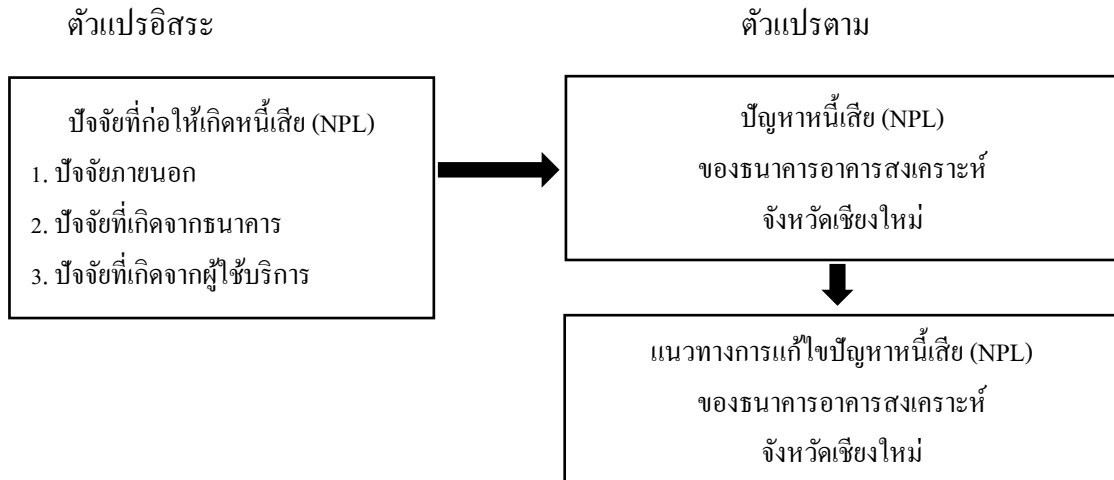 ตัวแปรอิสระ
ตัวแปรตาม
ปัจจัยที่ก่อให้เกิดหนี้เสีย (NPL)
1. ปัจจัยภายนอก
2. ปัจจัยที่เกิดจากธนาคาร
3. ปัจจัยที่เกิดจากผู้ใช้บริการ
ปัญหาหนี้เสีย (NPL)
ของธนาคารอาคารสงเคราะห์
จังหวัดเชียงใหม่
แนวทางการแก้ไขปัญหาหนี้เสีย (NPL)
ของธนาคารอาคารสงเคราะห์
จังหวัดเชียงใหม่